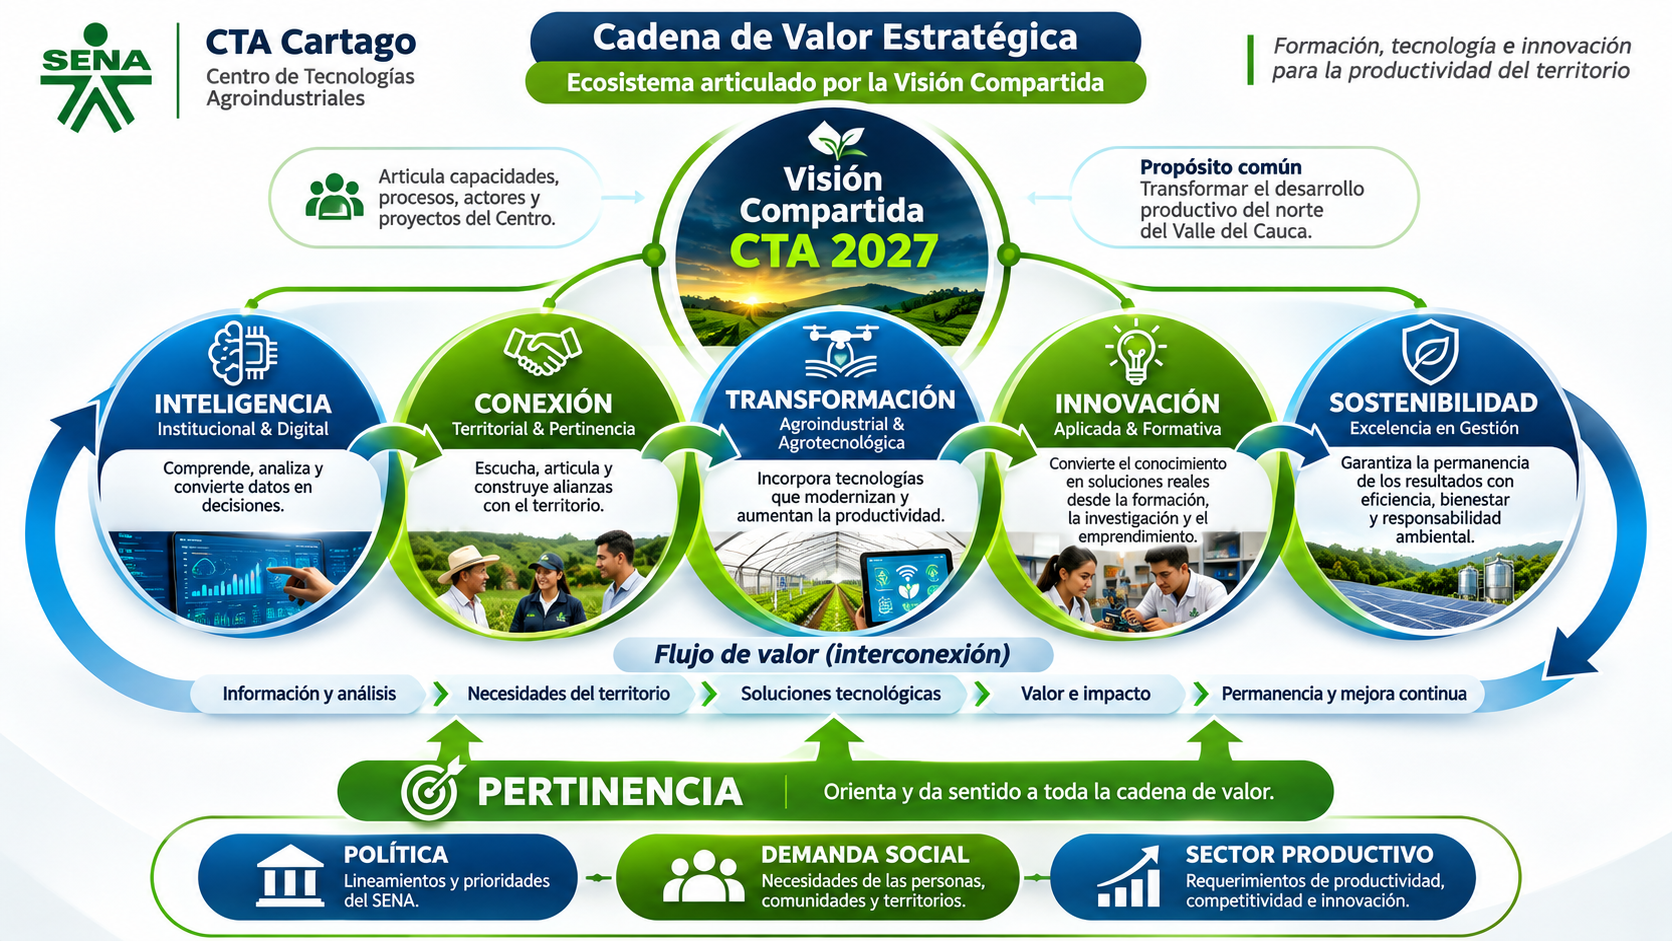 SENA
CTA Cartago
Centro de Tecnologías
Agroindustriales
Cadena de Valor Estratégica
Ecosistema articulado por la Visión Compartida
Formación, tecnología e innovación
para la productividad del territorio
Articula capacidades,
procesos, actores y
proyectos del Centro.
Visión
Compartida
CTA 2027
Propósito común
Transformar el desarrollo
productivo del norte
del Valle del Cauca.
INTELIGENCIA
Institucional & Digital
Comprende, analiza y
convierte datos en
decisiones.
CONEXIÓN
Territorial & Pertinencia
Escucha, articula y
construye alianzas
con el territorio.
TRANSFORMACIÓN
Agroindustrial &
Agrotecnológica
Incorpora tecnologías
que modernizan y
aumentan la productividad.
INNOVACIÓN
Aplicada & Formativa
Convierte el conocimiento
en soluciones reales
desde la formación,
la investigación y el
emprendimiento.
SOSTENIBILIDAD
Excelencia en Gestión
Garantiza la permanencia
de los resultados con
eficiencia, bienestar
y responsabilidad
ambiental.
Flujo de valor (interconexión)
Información y análisis
Necesidades del territorio
Soluciones tecnológicas
Valor e impacto
Permanencia y mejora continua
PERTINENCIA
Orienta y da sentido a toda la cadena de valor.
POLÍTICA
Lineamientos y prioridades
del SENA.
DEMANDA SOCIAL
Necesidades de las personas,
comunidades y territorios.
SECTOR PRODUCTIVO
Requerimientos de productividad,
competitividad e innovación.